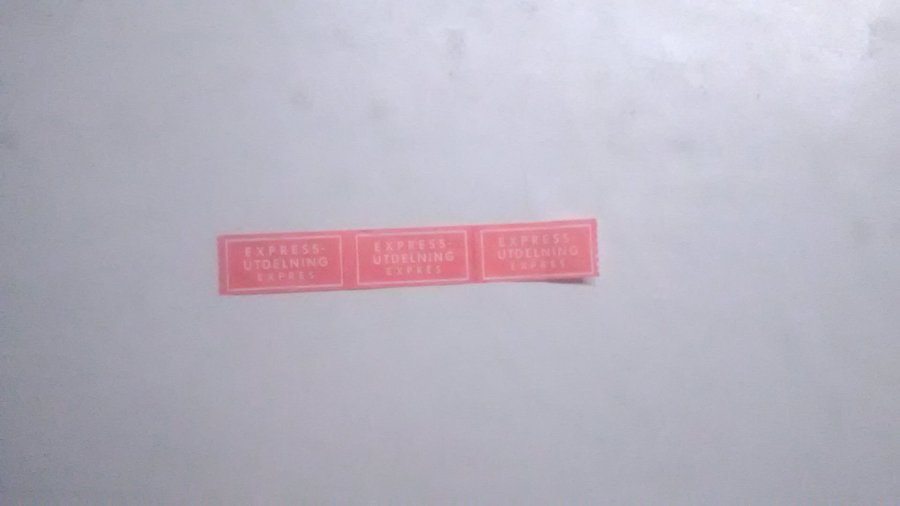 EXPRESS-
UTDELNING
EXPRES
EXPRESS-
UTDELNING
EXPRES
EXPRESS-
UTDELNING
EXPRES